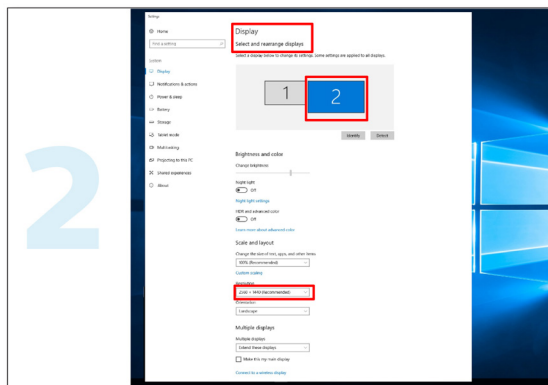 Settings
Home
Find a setting
SYSTEM
Display
Notifications & actions
Power & sleep
Battery
Storage
Tablet mode
Multitasking
Projecting to this PC
Shared experiences
About
2
Display
Select and rearrange displays
Select a display below to change its settings. Some settings are applied to all displays.
1
2
Identify
Detect
Brightness and color
Change brightness
Night light
Off
Night light settings
HDR and advanced color
Off
Learn more about advanced color
Scale and layout
Change the size of text, apps, and other items
100% (Recommended)
Custom scaling
Resolution
2560 × 1440 (Recommended)
Orientation
Landscape
Multiple displays
Multiple displays
Extend these displays
Make this my main display
Connect to a wireless display